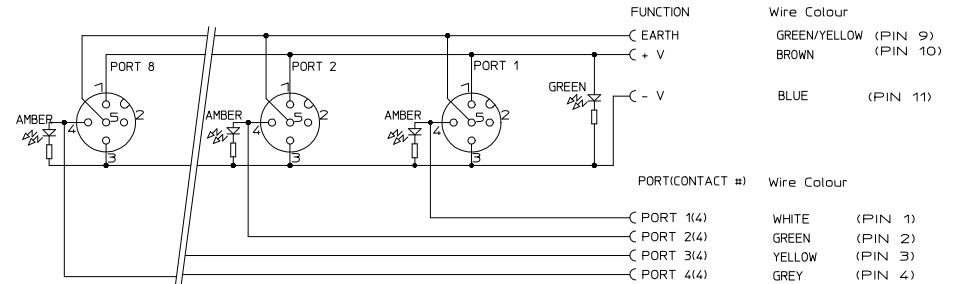 FUNCTION Wire Colour
EARTH GREEN/YELLOW (PIN 9)
+ V BROWN (PIN 10)
PORT 8 PORT 2 PORT 1
GREEN
- V BLUE (PIN 11)
1 1 1
AMBER 4 5 2 AMBER 4 5 2 AMBER 4 5 2
3 3 3
PORT(CONTACT #) Wire Colour
PORT 1(4) WHITE (PIN 1)
PORT 2(4) GREEN (PIN 2)
PORT 3(4) YELLOW (PIN 3)
PORT 4(4) GREY (PIN 4)